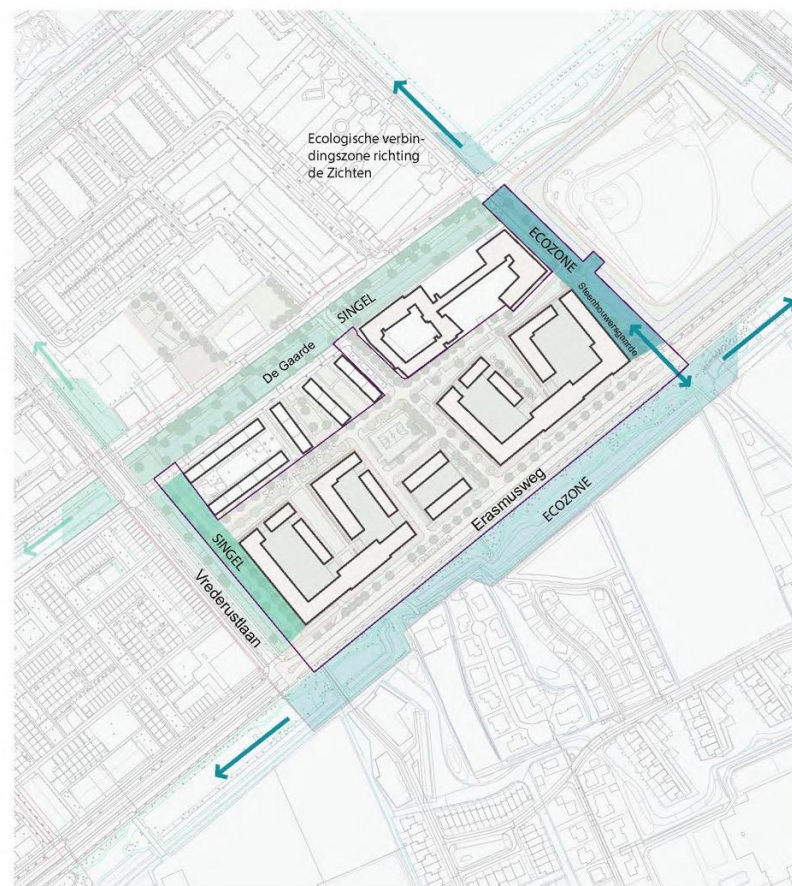 Ecologische verbin-
dingszone richting
de Zichten
ECOZONE
Steenhouwersgaarde
SINGEL
De Gaarde
SINGEL
Vrederustlaan
Erasmusweg
ECOZONE